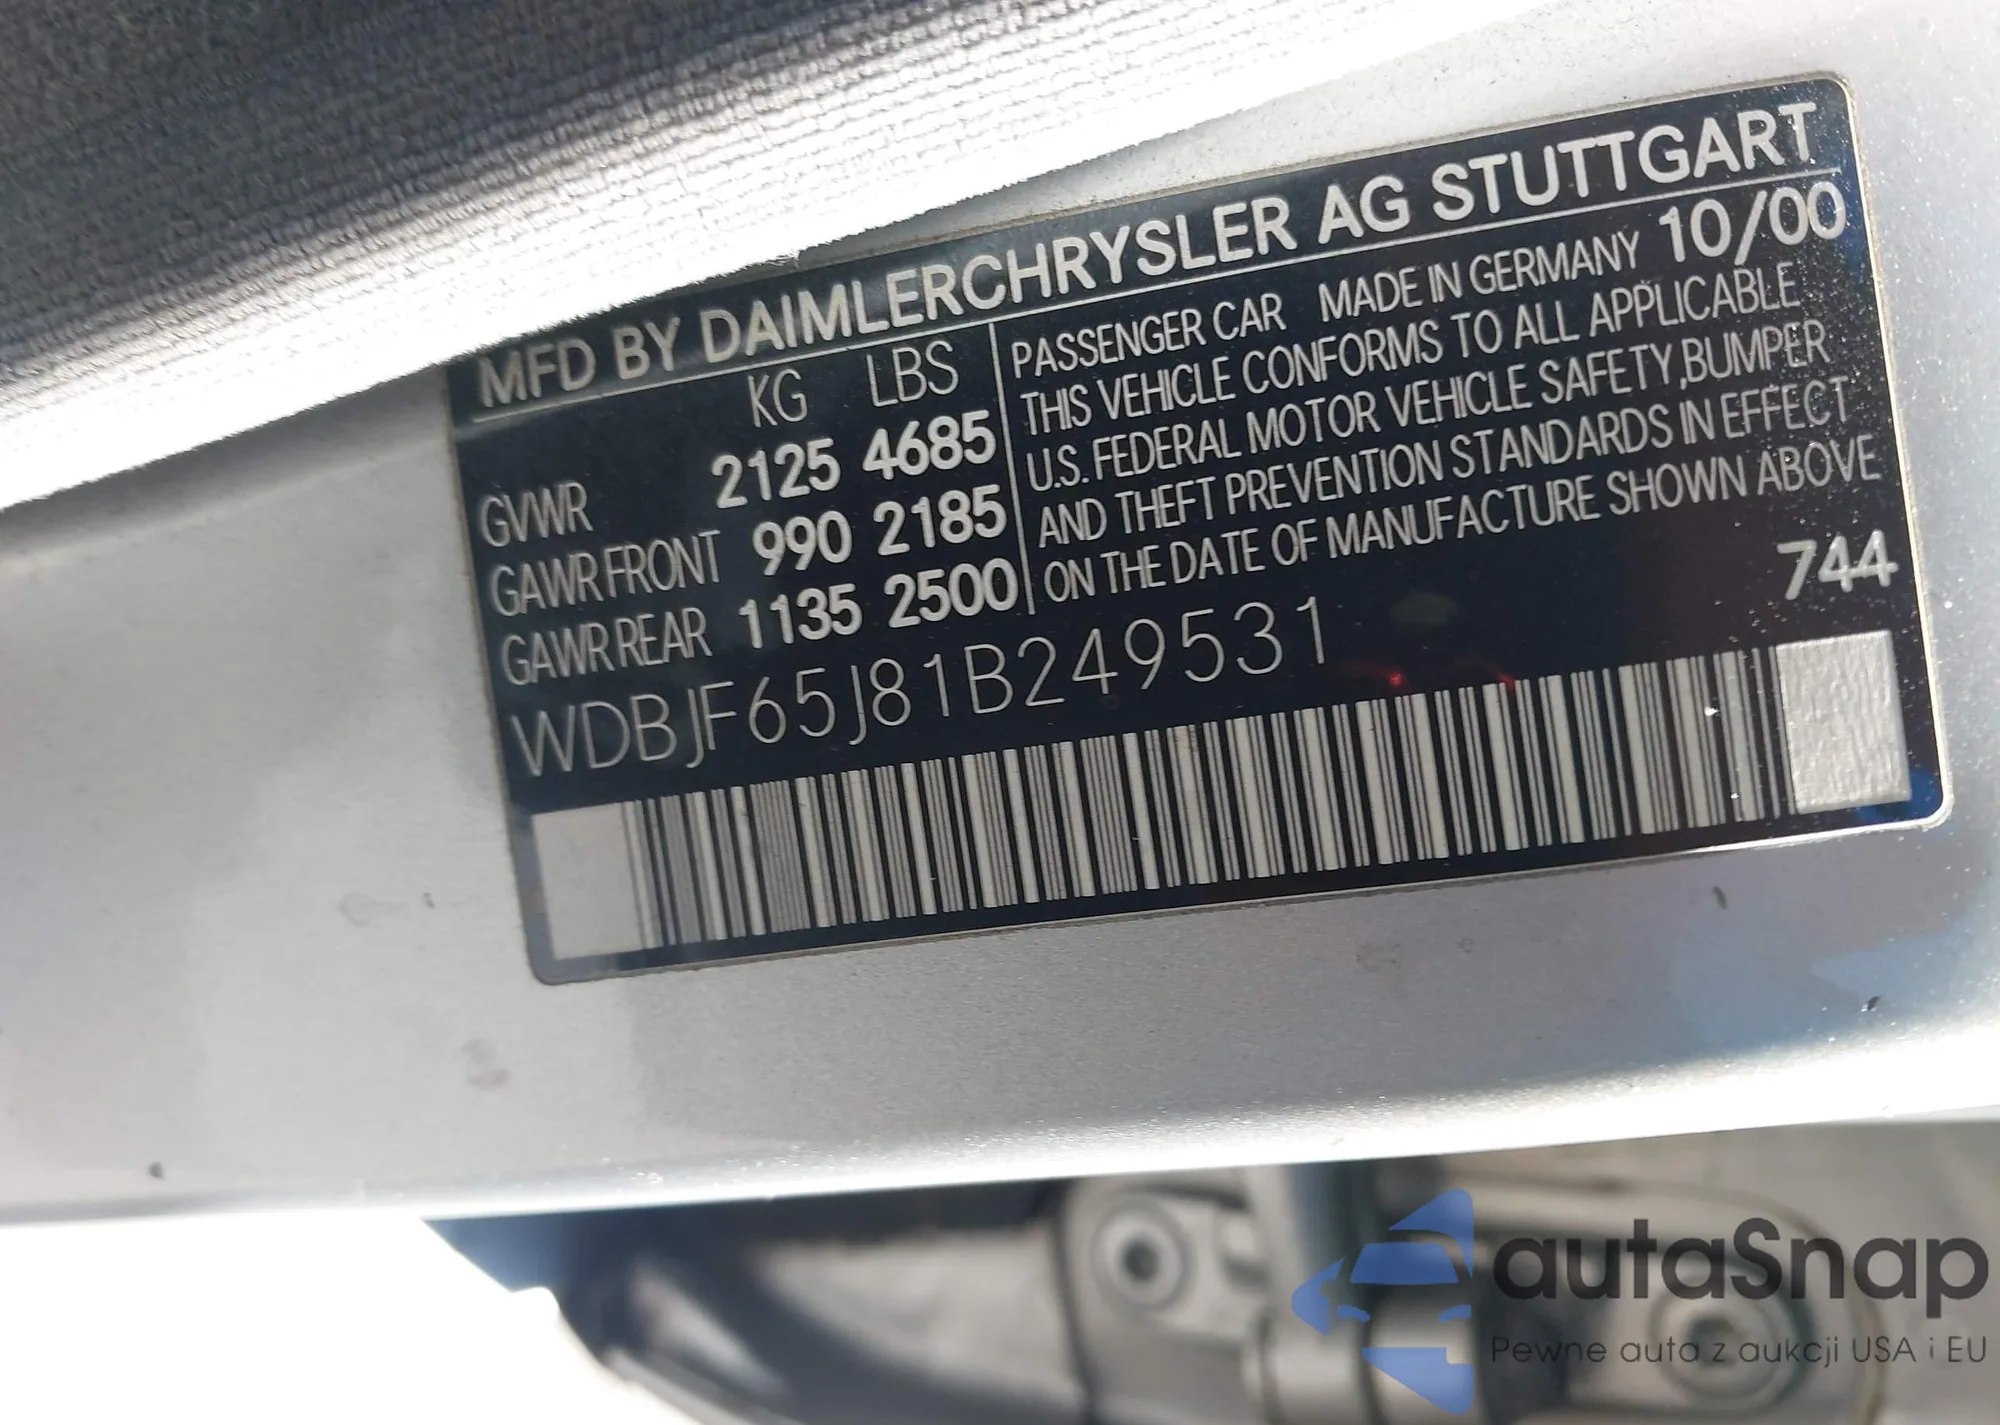 MFD BY DAIMLERCHRYSLER AG STUTTGART
KG LBS
GVWR 2125 4685
GAWR FRONT 990 2185
GAWR REAR 1135 2500
PASSENGER CAR MADE IN GERMANY 10/00
THIS VEHICLE CONFORMS TO ALL APPLICABLE
U.S. FEDERAL MOTOR VEHICLE SAFETY,BUMPER
AND THEFT PREVENTION STANDARDS IN EFFECT
ON THE DATE OF MANUFACTURE SHOWN ABOVE
WDBJF65J81B249531
744
autaSnap
Pewne auta z aukcji USA i EU